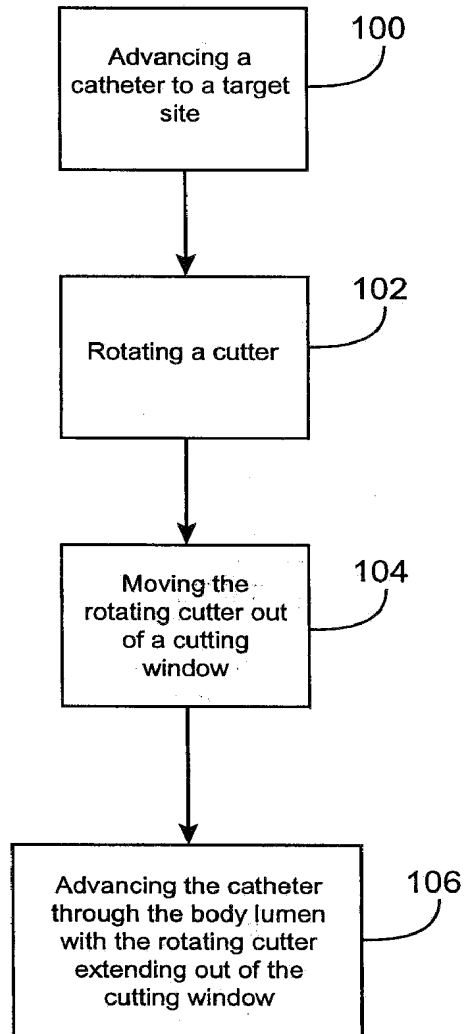 Advancing a
catheter to a target
site
100
Rotating a cutter
102
Moving the
rotating cutter out
of a cutting
window
104
Advancing the catheter
through the body lumen
with the rotating cutter
extending out of the
cutting window
106